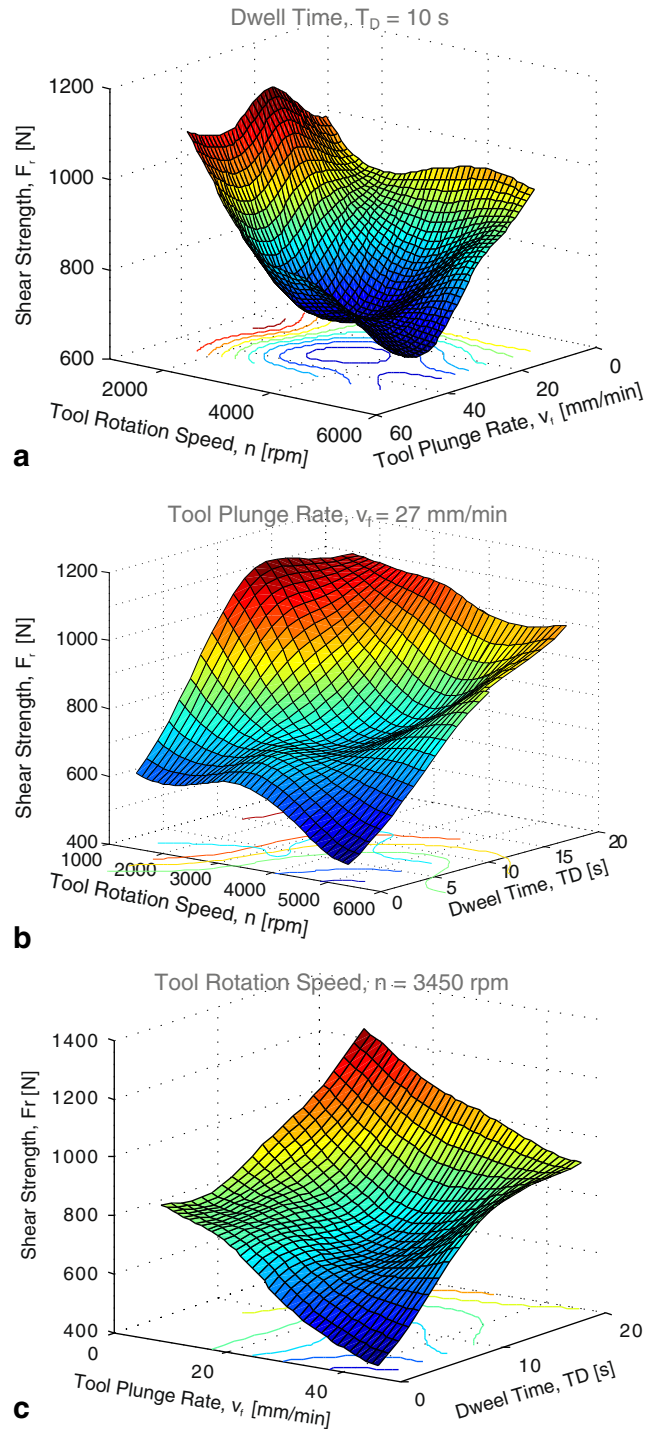 Dwell Time, T_D = 10 s
1200
1000
800
600
Shear Strength, F_r [N]
2000
4000
6000
Tool Rotation Speed, n [rpm]
60
40
20
0
Tool Plunge Rate, v_f [mm/min]
a
Tool Plunge Rate, v_f = 27 mm/min
1200
1000
800
600
400
Shear Strength, F_r [N]
1000
2000
3000
4000
5000
6000
Tool Rotation Speed, n [rpm]
0
5
10
15
20
Dweel Time, TD [s]
b
Tool Rotation Speed, n = 3450 rpm
1400
1200
1000
800
600
400
Shear Strength, Fr [N]
0
20
40
Tool Plunge Rate, v_f [mm/min]
0
10
20
Dweel Time, TD [s]
c